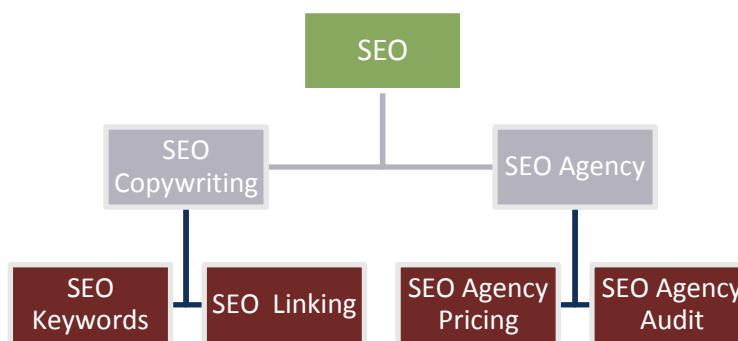 SEO
SEO
Copywriting
SEO Agency
SEO
Keywords
SEO  Linking
SEO Agency
Pricing
SEO Agency
Audit